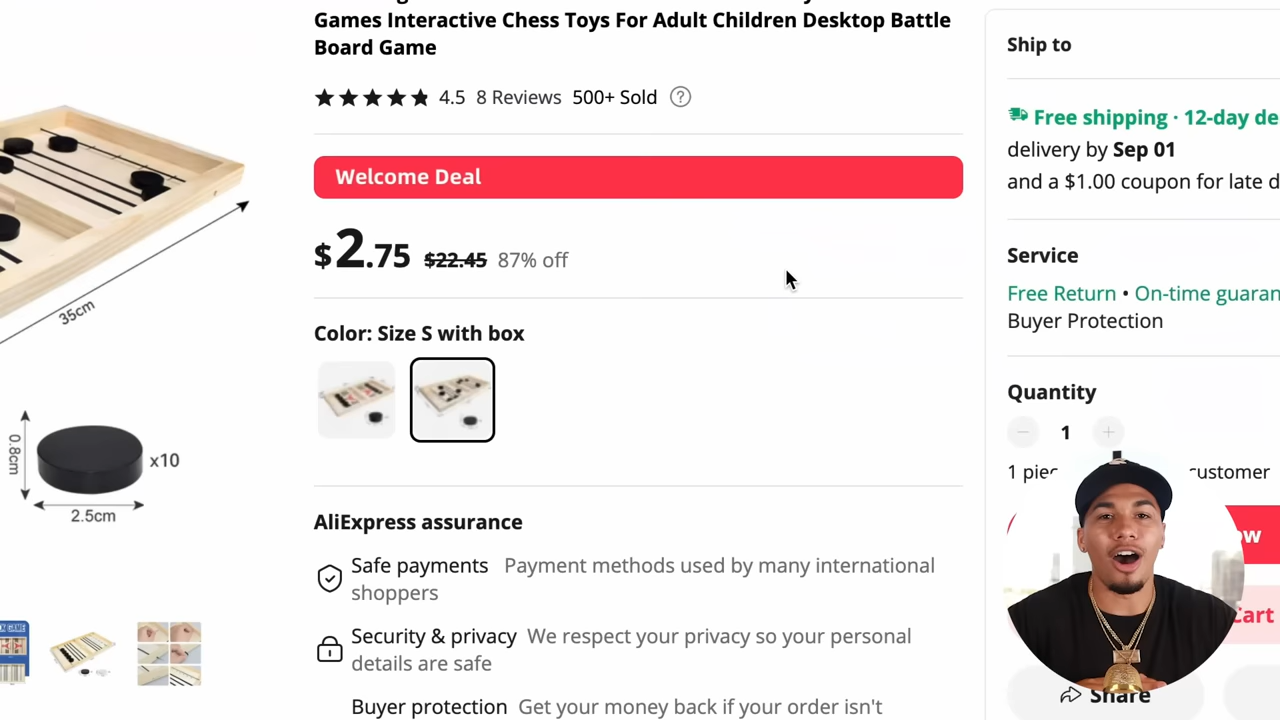 Games Interactive Chess Toys For Adult Children Desktop Battle
Board Game
4.5 8 Reviews 500+ Sold ?
Welcome Deal
$2.75 $22.45 87% off
Color: Size S with box
AliExpress assurance
Safe payments Payment methods used by many international
shoppers
Security & privacy We respect your privacy so your personal
details are safe
Buyer protection Get your money back if your order isn't
35cm
0.8cm
x10
2.5cm
Ship to
Free shipping · 12-day de
delivery by Sep 01
and a $1.00 coupon for late d
Service
Free Return • On-time guaran
Buyer Protection
Quantity
1
1 customer
Cart
Share